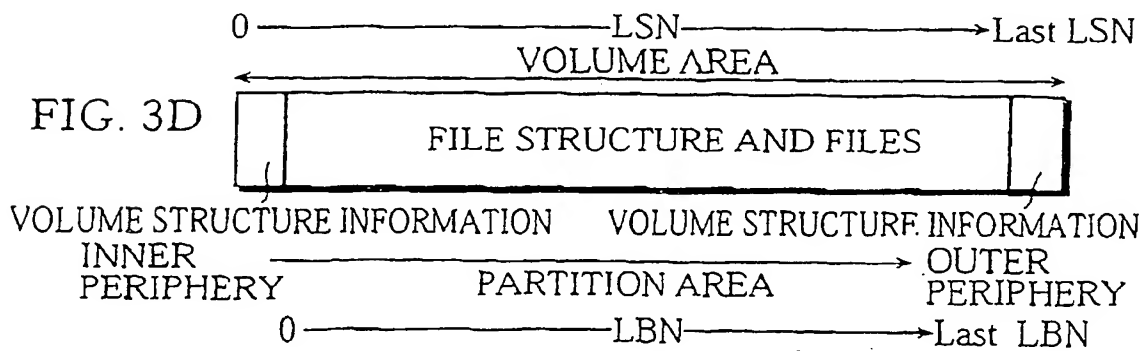 0 LSN Last LSN
VOLUME AREA
FIG. 3D
FILE STRUCTURE AND FILES
VOLUME STRUCTURE INFORMATION VOLUME STRUCTURE INFORMATION
INNER PERIPHERY PARTITION AREA OUTER PERIPHERY
0 LBN Last LBN